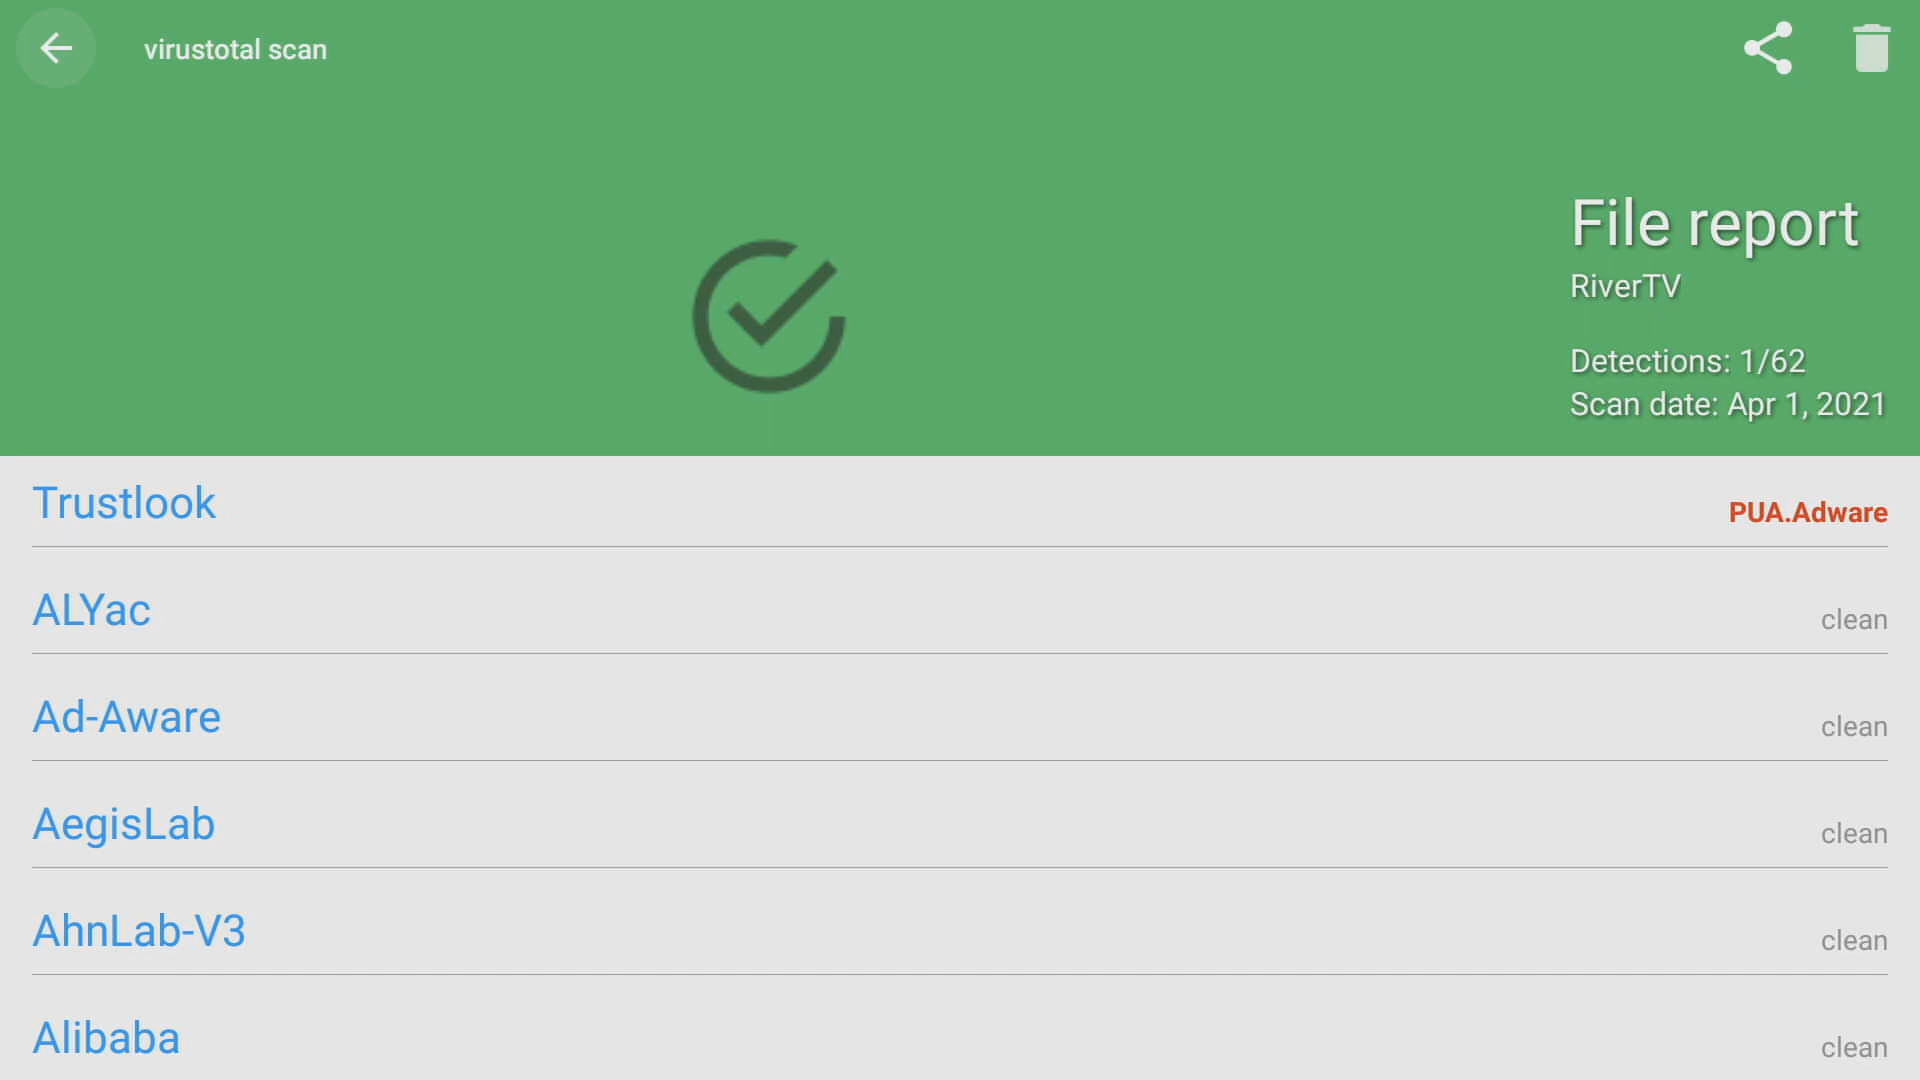 virustotal scan
File report
RiverTV
Detections: 1/62
Scan date: Apr 1, 2021
Trustlook
PUA.Adware
ALYac
clean
Ad-Aware
clean
AegisLab
clean
AhnLab-V3
clean
Alibaba
clean